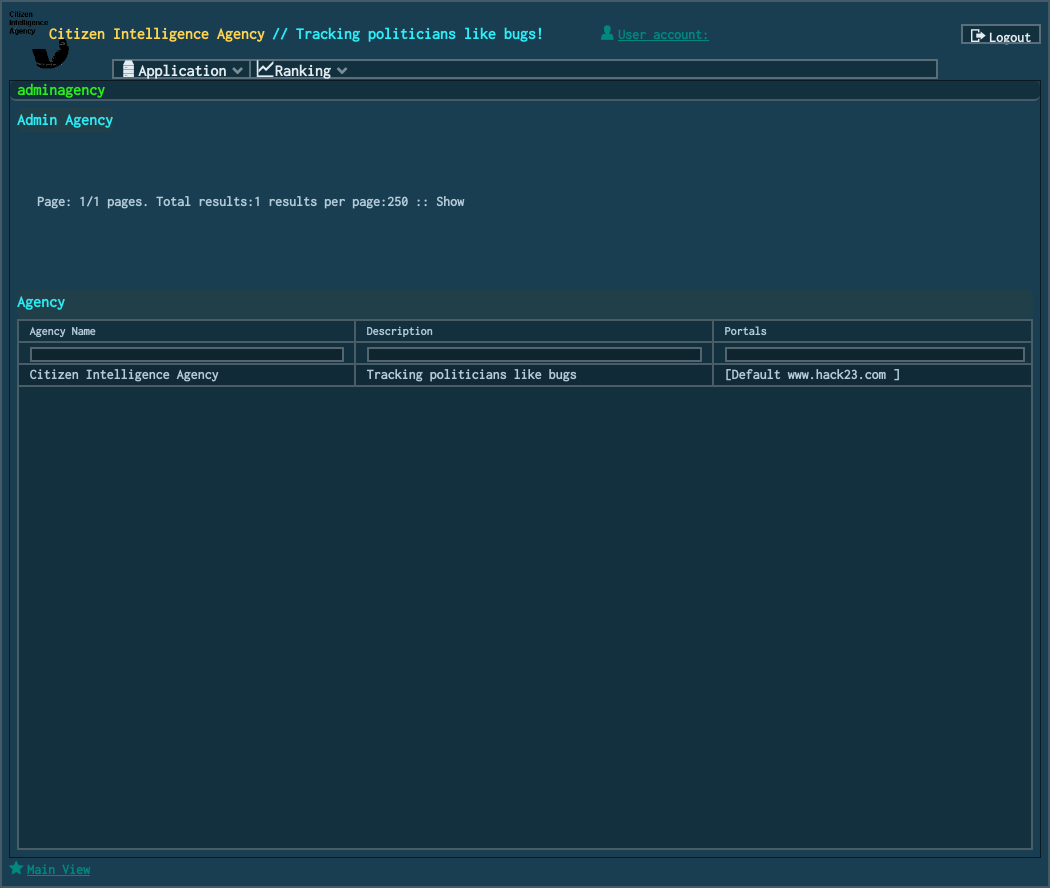 Citizen
Intelligence
Agency
Citizen Intelligence Agency // Tracking politicians like bugs!
User account:
Logout
Application
Ranking
adminagency
Admin Agency
Page: 1/1 pages. Total results:1 results per page:250 :: Show
Agency
Agency Name Description Portals
Citizen Intelligence Agency Tracking politicians like bugs [Default www.hack23.com ]
Main View